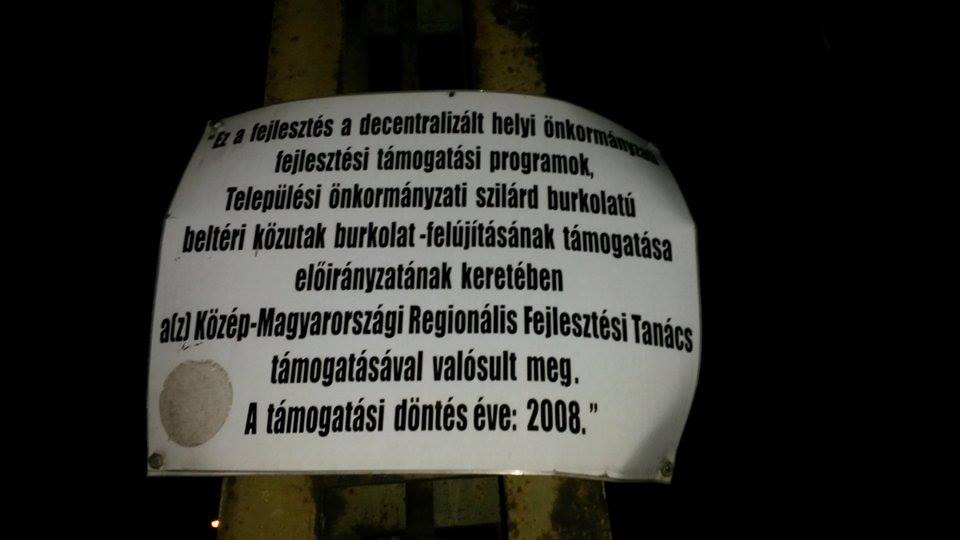 "Ez a fejlesztés a decentralizált helyi önkormányzati
fejlesztési támogatási programok,
Települési önkormányzati szilárd burkolatú
beltéri közutak burkolat-felújításának támogatása
előirányzatának keretében
a(z) Közép-Magyarországi Regionális Fejlesztési Tanács
támogatásával valósult meg.
A támogatási döntés éve: 2008."